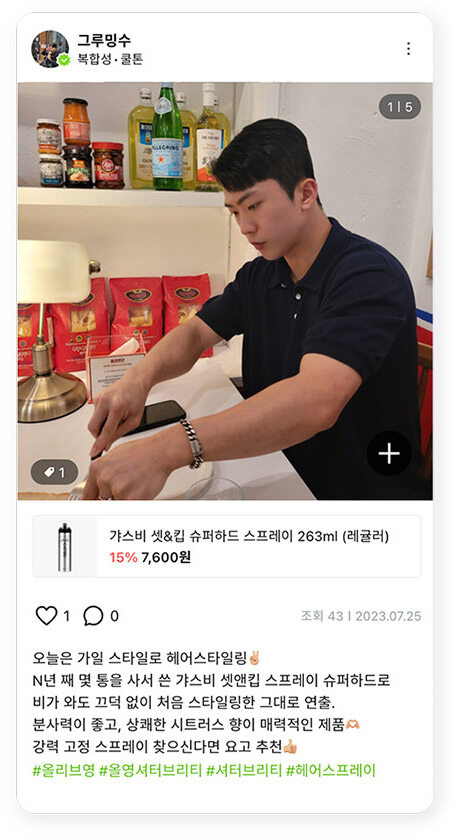 그루밍수
복합성 · 쿨톤
1 | 5
S.PELLEGRINO
1
갸스비 셋&킵 슈퍼하드 스프레이 263ml (레귤러)
15% 7,600원
1 0
조회 43 | 2023.07.25
오늘은 가일 스타일로 헤어스타일링✌🏻
N년 째 몇 통을 사서 쓴 갸스비 셋앤킵 스프레이 슈퍼하드로
비가 와도 끄덕 없이 처음 스타일링한 그대로 연출.
분사력이 좋고, 상쾌한 시트러스 향이 매력적인 제품🫶🏻
강력 고정 스프레이 찾으신다면 요고 추천👍🏻
#올리브영 #올영셔터브리티 #셔터브리티 #헤어스프레이